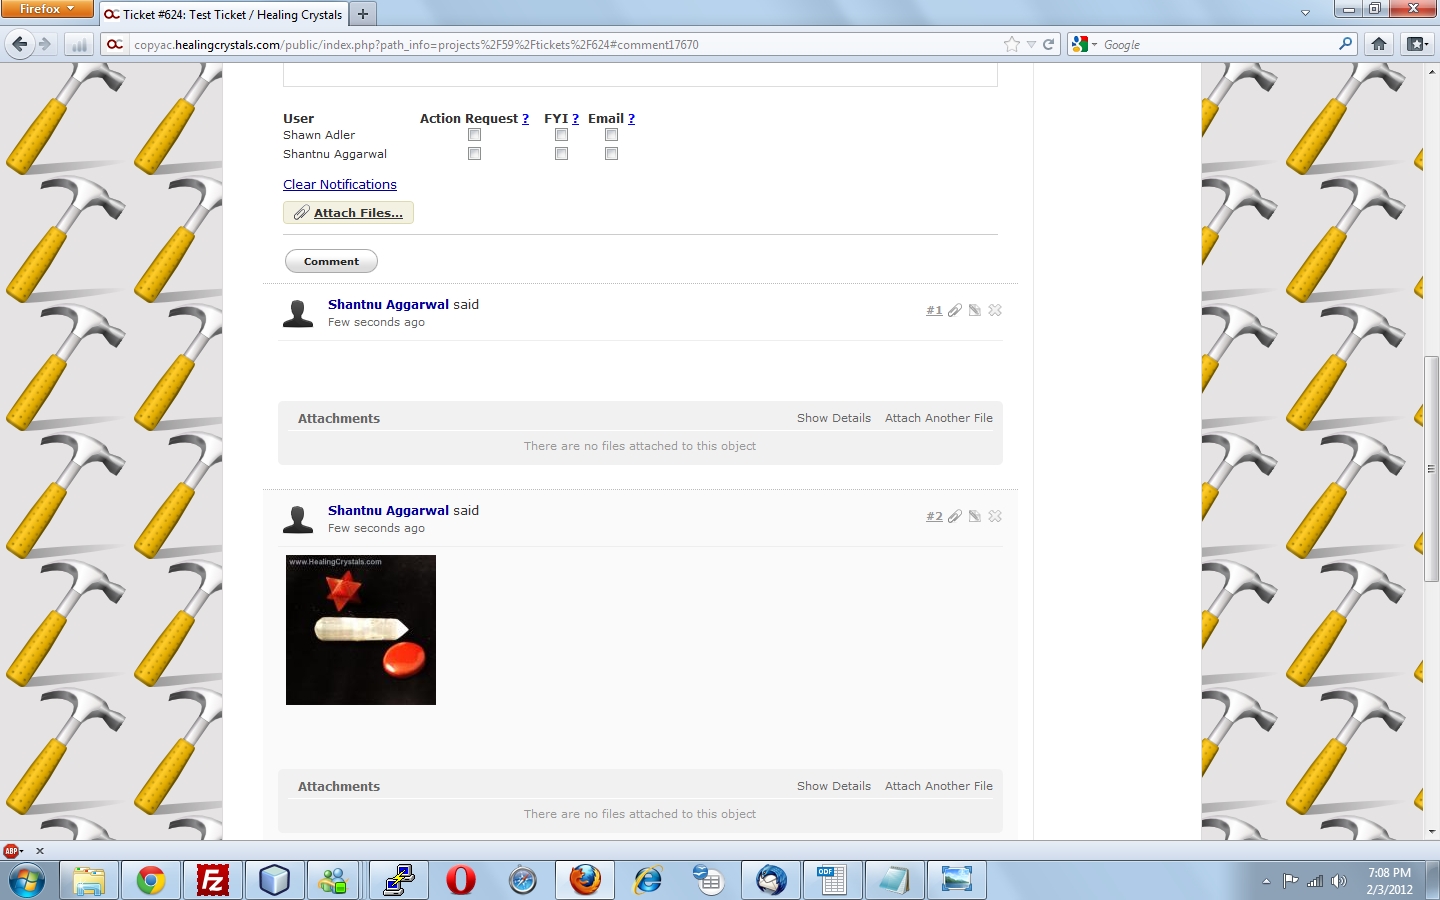 Firefox
Ticket #624: Test Ticket / Healing Crystals
copyac.healingcrystals.com/public/index.php?path_info=projects%2F59%2Ftickets%2F624#comment17670
Google
User Action Request ? FYI ? Email ?
Shawn Adler
Shantnu Aggarwal
Clear Notifications
Attach Files...
Comment
Shantnu Aggarwal said
Few seconds ago
#1
Attachments Show Details Attach Another File
There are no files attached to this object
Shantnu Aggarwal said
Few seconds ago
#2
www.HealingCrystals.com
Attachments Show Details Attach Another File
There are no files attached to this object
ABP
Fz
ODF
7:08 PM
2/3/2012